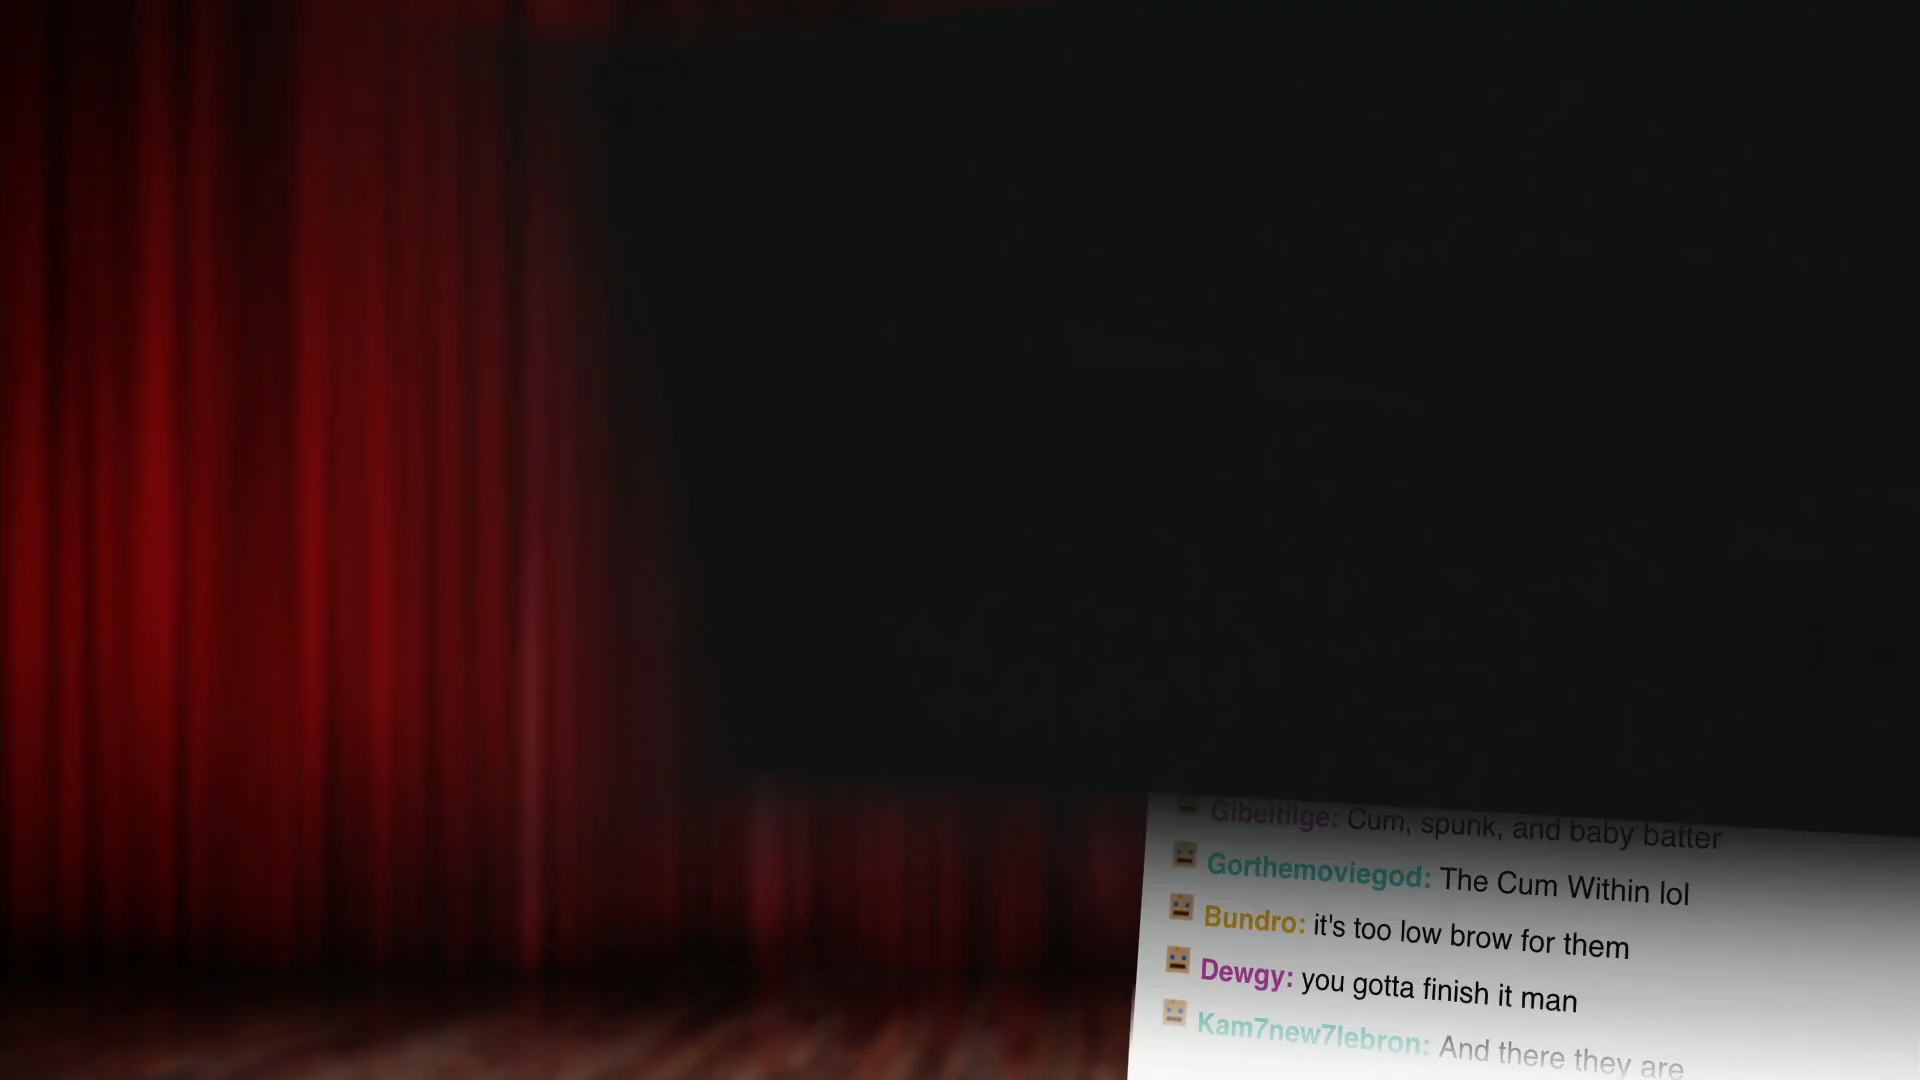 Gibeltilge: Cum, spunk, and baby batter
Gorthemoviegod: The Cum Within lol
Bundro: it's too low brow for them
Dewgy: you gotta finish it man
Kam7new7lebron: And there they are